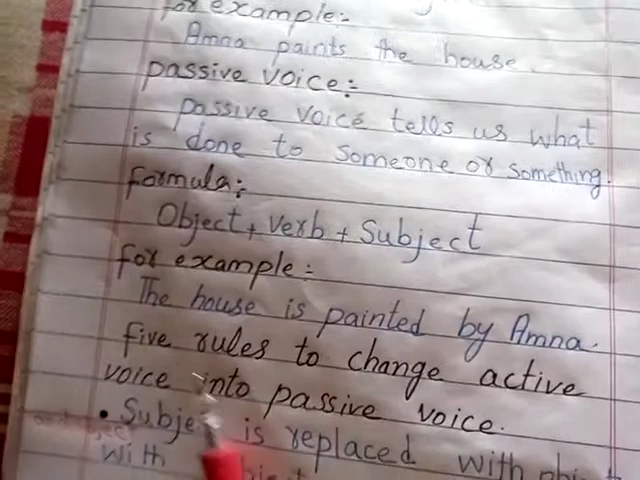 for example:-
Amna paints the house.
passive voice:-
passive voice tells us what
is done to someone or something.
formula:-
Object + verb + Subject
for example:-
The house is painted by Amna.
five rules to change active
voice into passive voice.
• Subje is replaced with
with